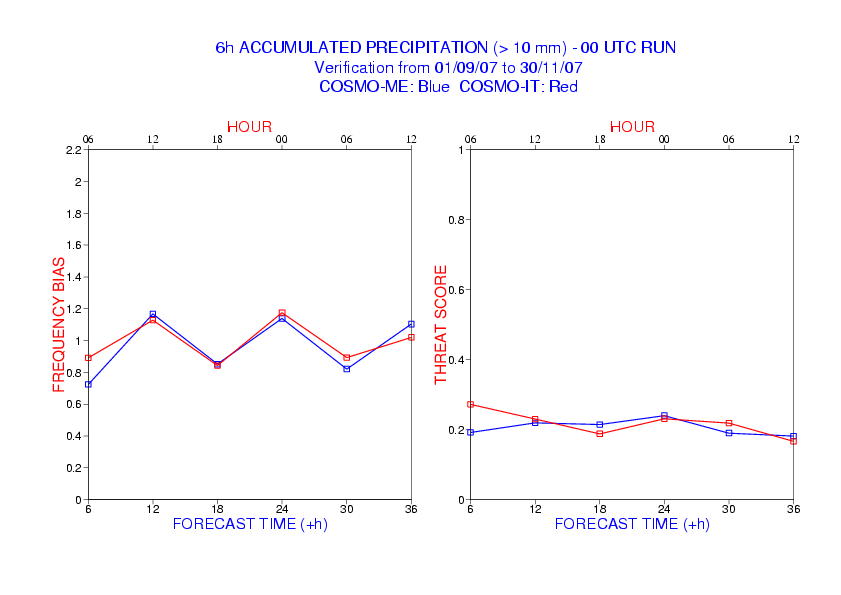 6h ACCUMULATED PRECIPITATION (> 10 mm) - 00 UTC RUN
Verification from 01/09/07 to 30/11/07
COSMO-ME: Blue COSMO-IT: Red
HOUR
06 12 18 00 06 12
2.2
2
1.8
1.6
1.4
1.2
1
0.8
0.6
0.4
0.2
0
FREQUENCY BIAS
6 12 18 24 30 36
FORECAST TIME (+h)
HOUR
06 12 18 00 06 12
1
0.8
0.6
0.4
0.2
0
THREAT SCORE
6 12 18 24 30 36
FORECAST TIME (+h)